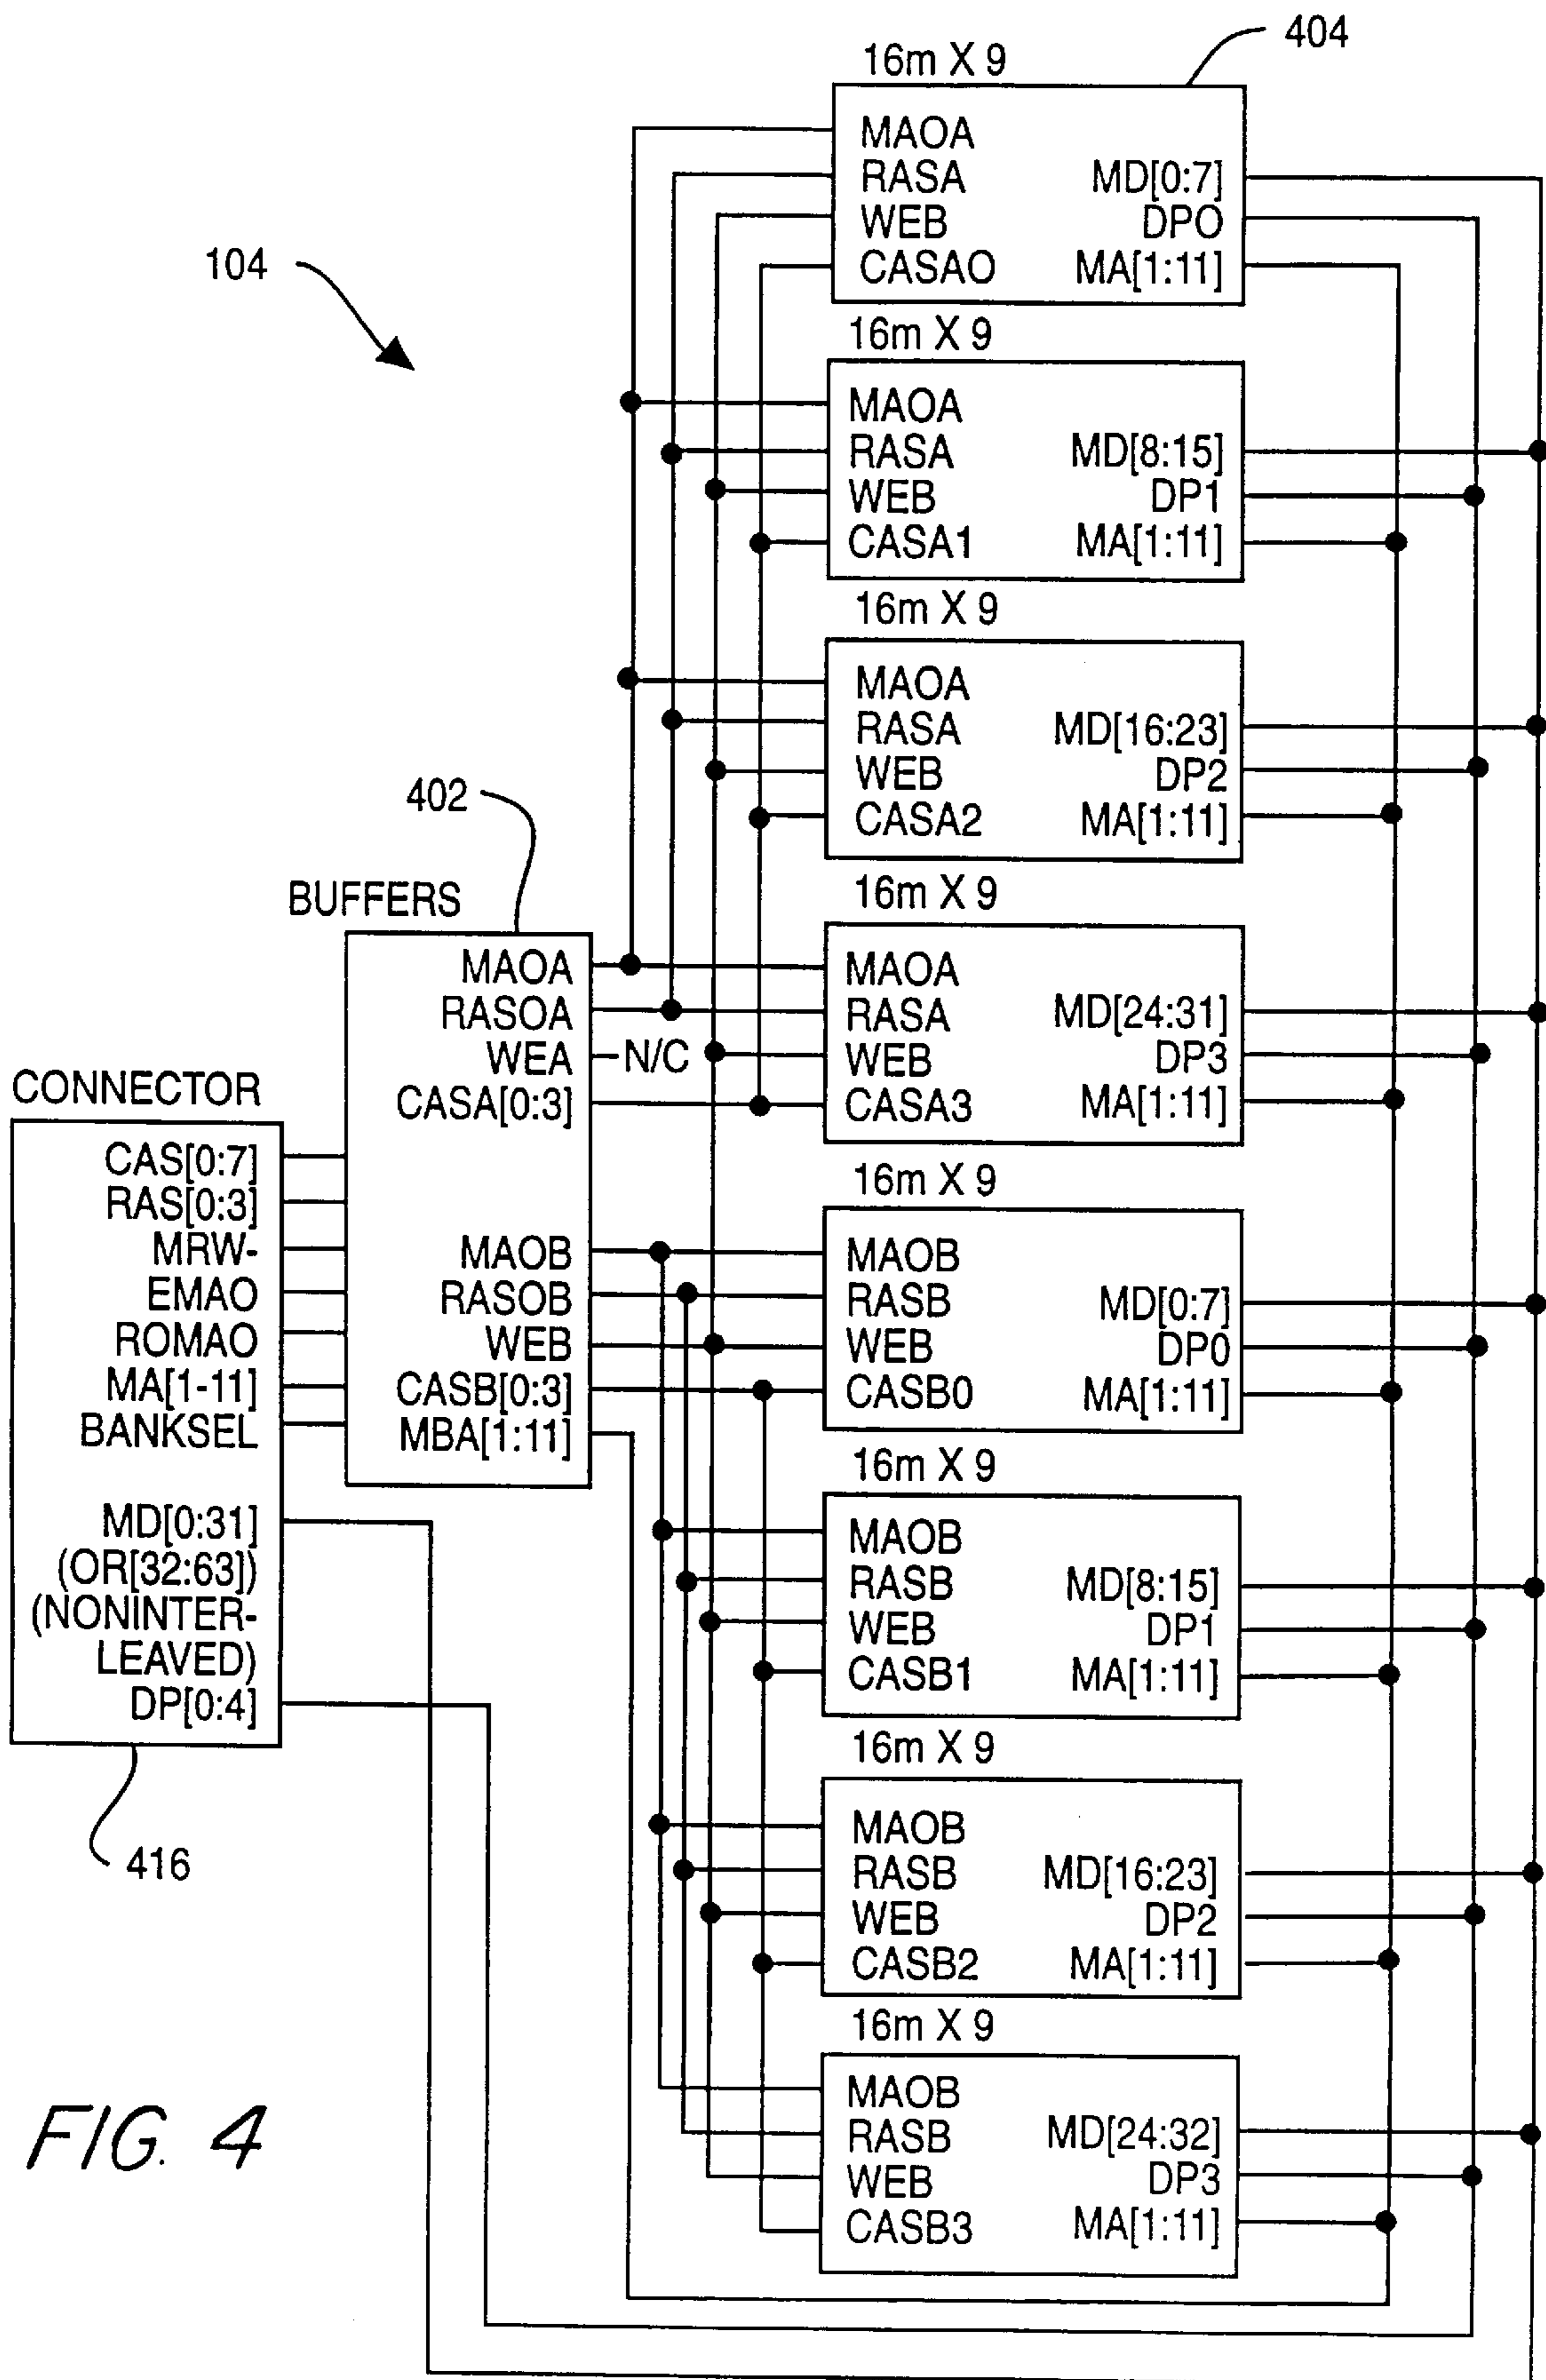 404
16m X 9
MAOA
RASA
WEB
CASAO
MD[0:7]
DPO
MA[1:11]
104
16m X 9
MAOA
RASA
WEB
CASA1
MD[8:15]
DP1
MA[1:11]
16m X 9
MAOA
RASA
WEB
CASA2
MD[16:23]
DP2
MA[1:11]
402
BUFFERS
MAOA
RASOA
WEA
N/C
CASA[0:3]
MAOB
RASOB
WEB
CASB[0:3]
MBA[1:11]
16m X 9
MAOA
RASA
WEB
CASA3
MD[24:31]
DP3
MA[1:11]
CONNECTOR
CAS[0:7]
RAS[0:3]
MRW-
EMAO
ROMAO
MA[1-11]
BANKSEL
MD[0:31]
(OR[32:63])
(NONINTER-
LEAVED)
DP[0:4]
416
16m X 9
MAOB
RASB
WEB
CASB0
MD[0:7]
DP0
MA[1:11]
16m X 9
MAOB
RASB
WEB
CASB1
MD[8:15]
DP1
MA[1:11]
16m X 9
MAOB
RASB
WEB
CASB2
MD[16:23]
DP2
MA[1:11]
16m X 9
MAOB
RASB
WEB
CASB3
MD[24:32]
DP3
MA[1:11]
FIG. 4